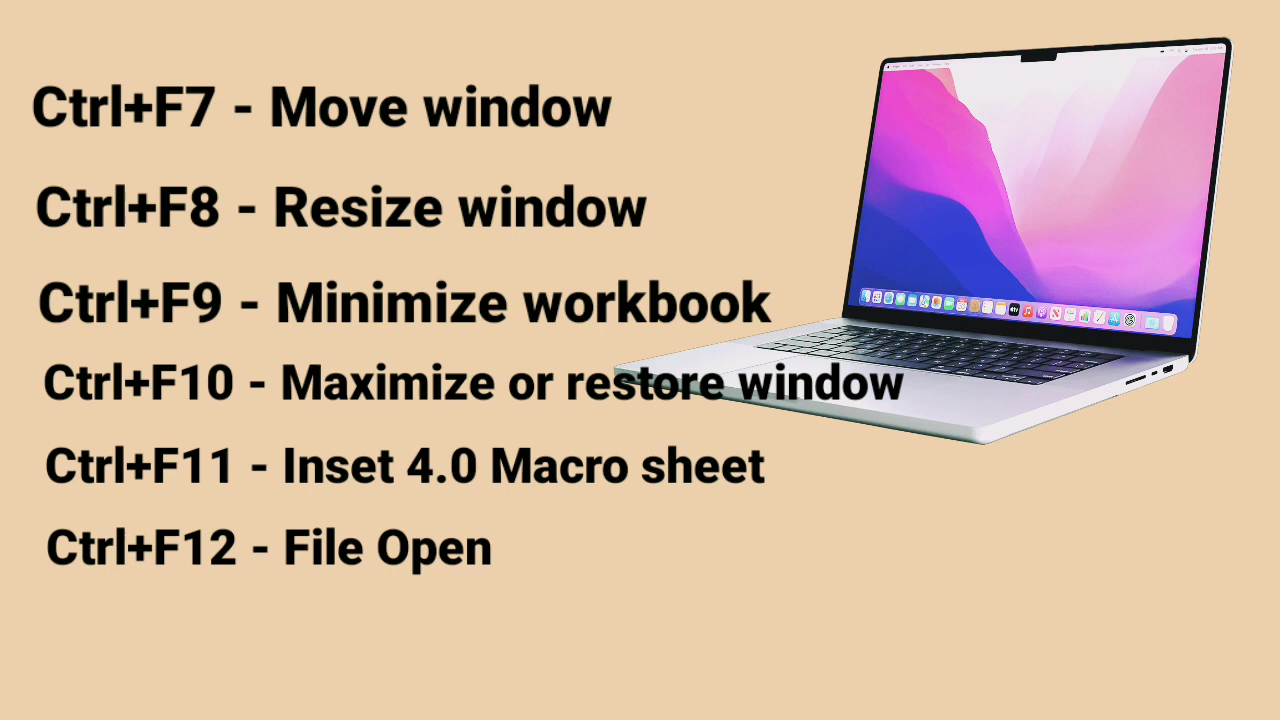 Ctrl+F7 - Move window
Ctrl+F8 - Resize window
Ctrl+F9 - Minimize workbook
Ctrl+F10 - Maximize or restore window
Ctrl+F11 - Inset 4.0 Macro sheet
Ctrl+F12 - File Open